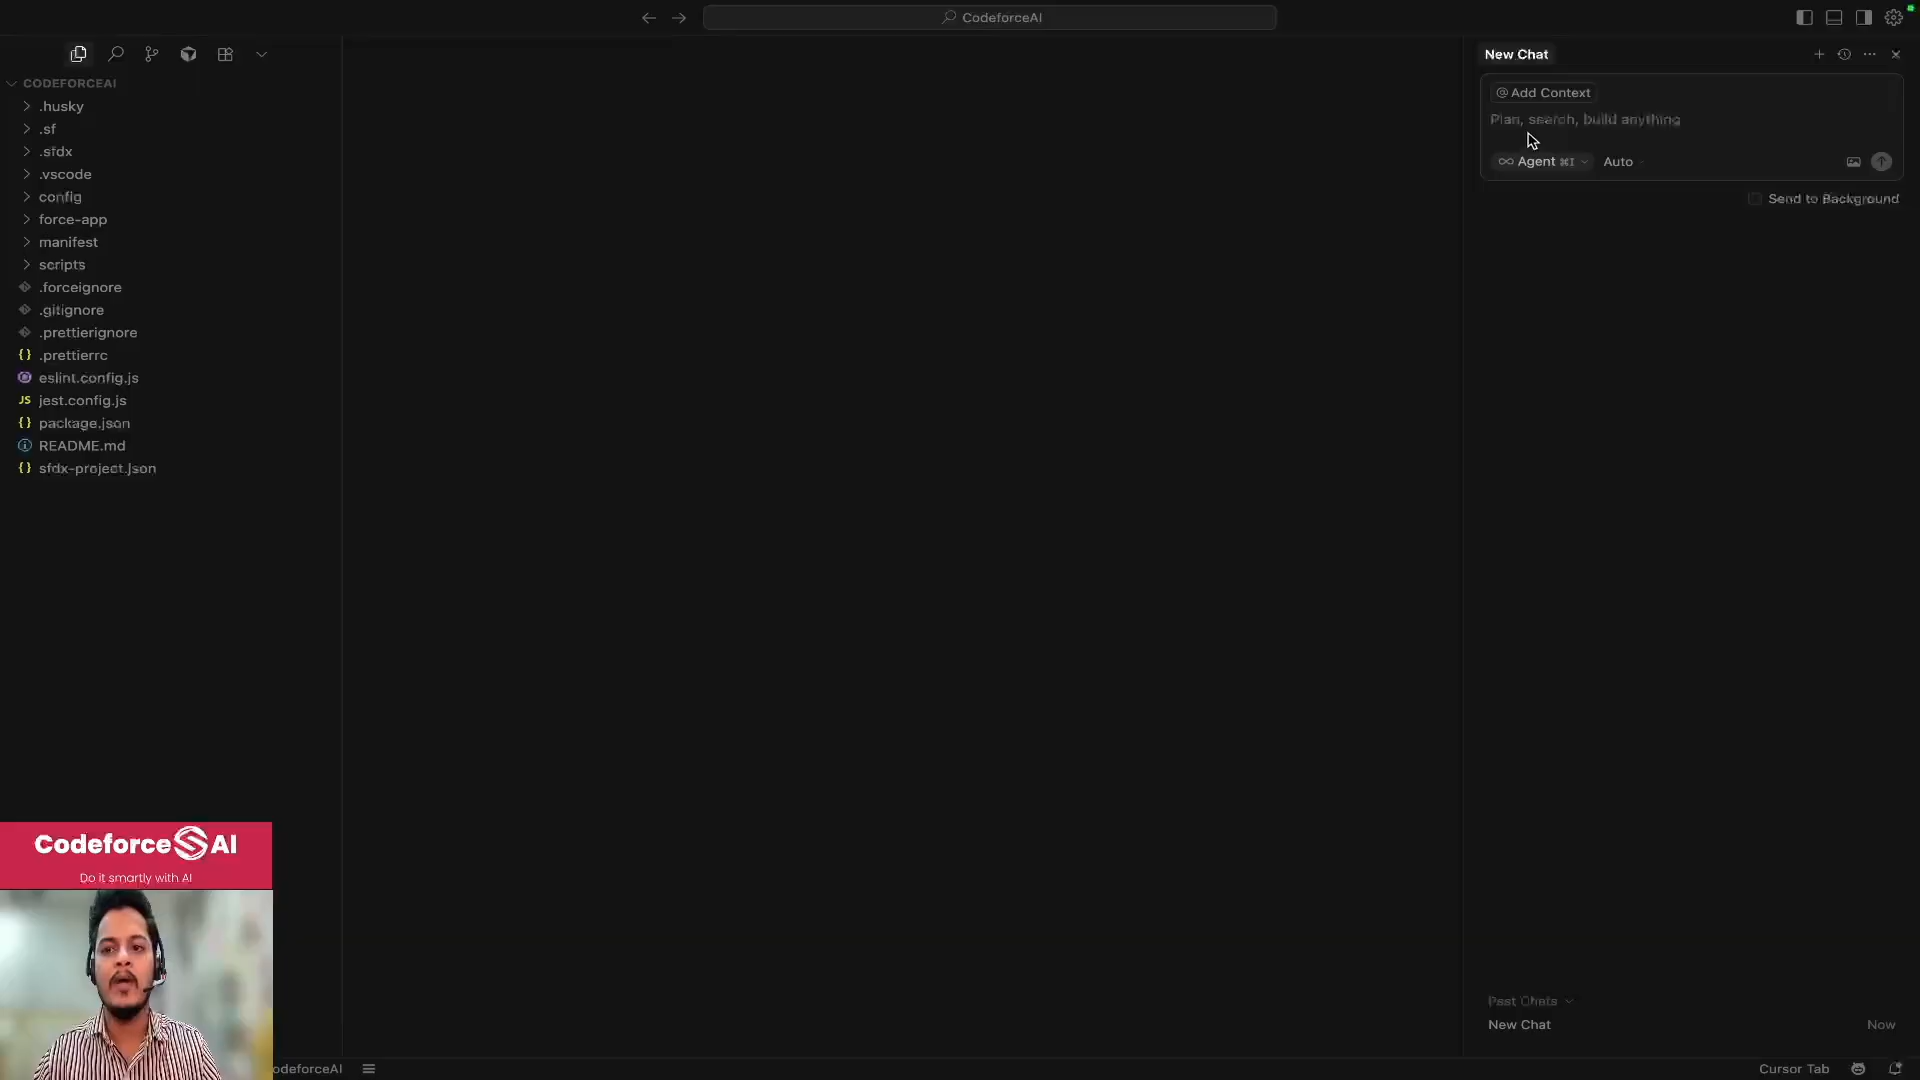 CodeforceAI
New Chat
CODEFORCEAI
.husky
.sf
.sfdx
.vscode
config
force-app
manifest
scripts
.forceignore
.gitignore
.prettierignore
{} .prettierrc
eslint.config.js
JS jest.config.js
{} package.json
README.md
{} sfdx-project.json
@ Add Context
Plan, search, build anything
Agent ⌘I
Auto
Send to Background
Codeforce AI
Do it smartly with AI
Past Chats
New Chat
Now
odeforceAI
Cursor Tab